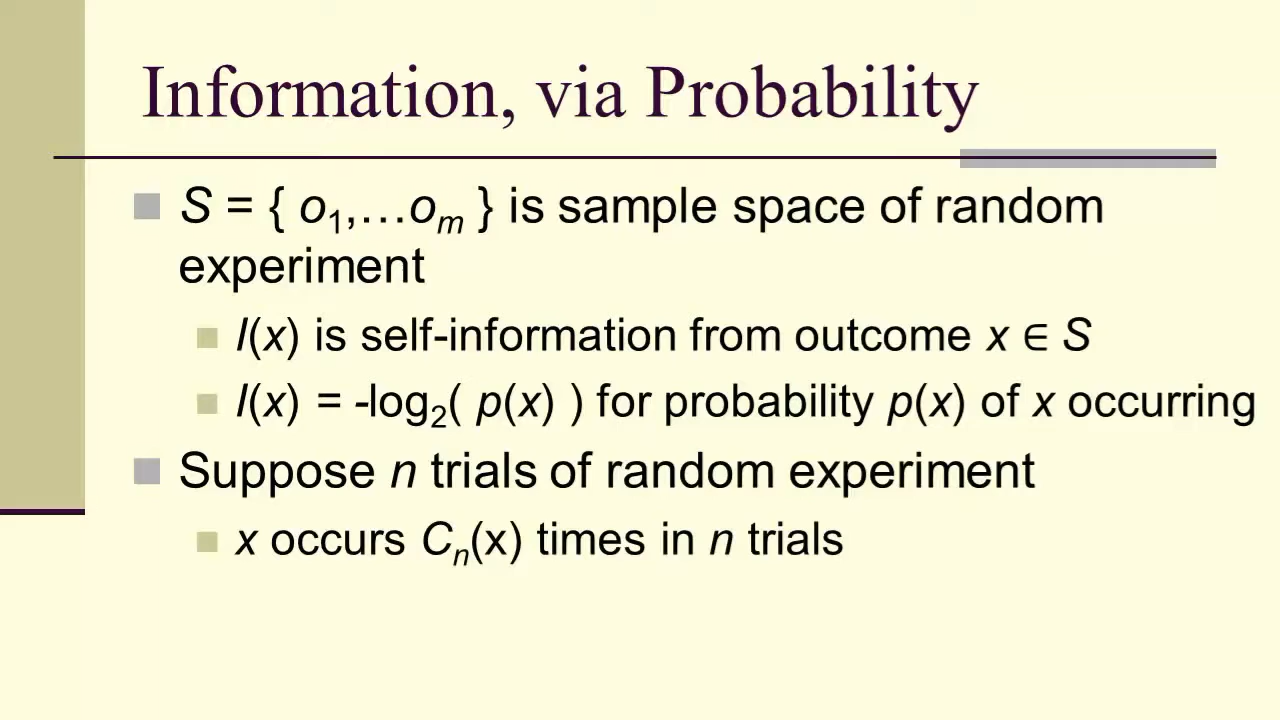 Information, via Probability
S = { o₁,…oₘ } is sample space of random
experiment
I(x) is self-information from outcome x ∈ S
I(x) = -log₂( p(x) ) for probability p(x) of x occurring
Suppose n trials of random experiment
x occurs Cₙ(x) times in n trials